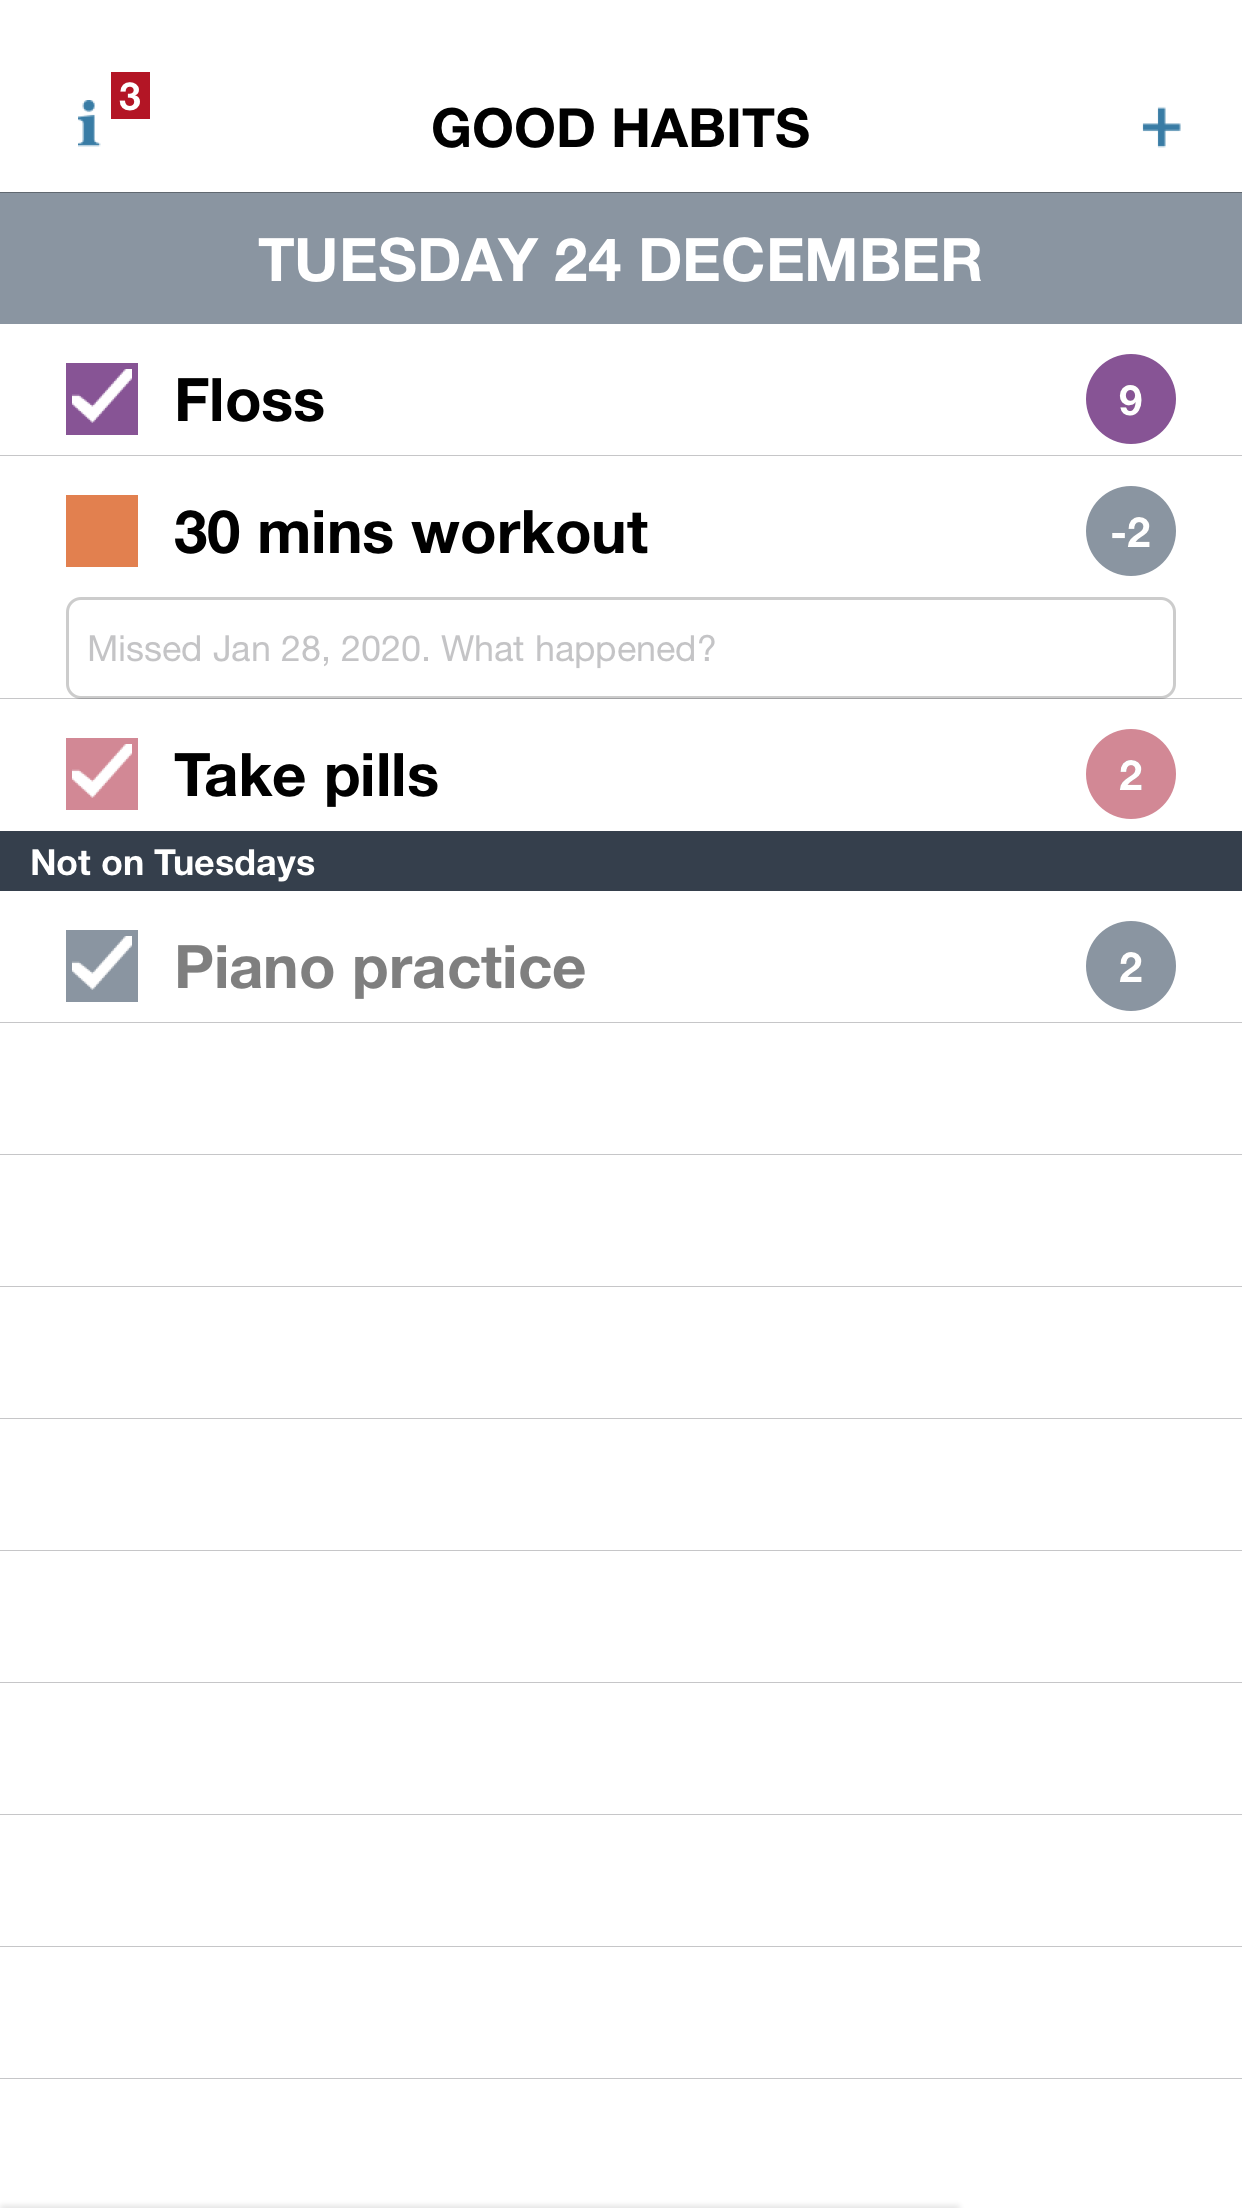 i 3
GOOD HABITS
+
TUESDAY 24 DECEMBER
Floss 9
30 mins workout -2
Missed Jan 28, 2020. What happened?
Take pills 2
Not on Tuesdays
Piano practice 2